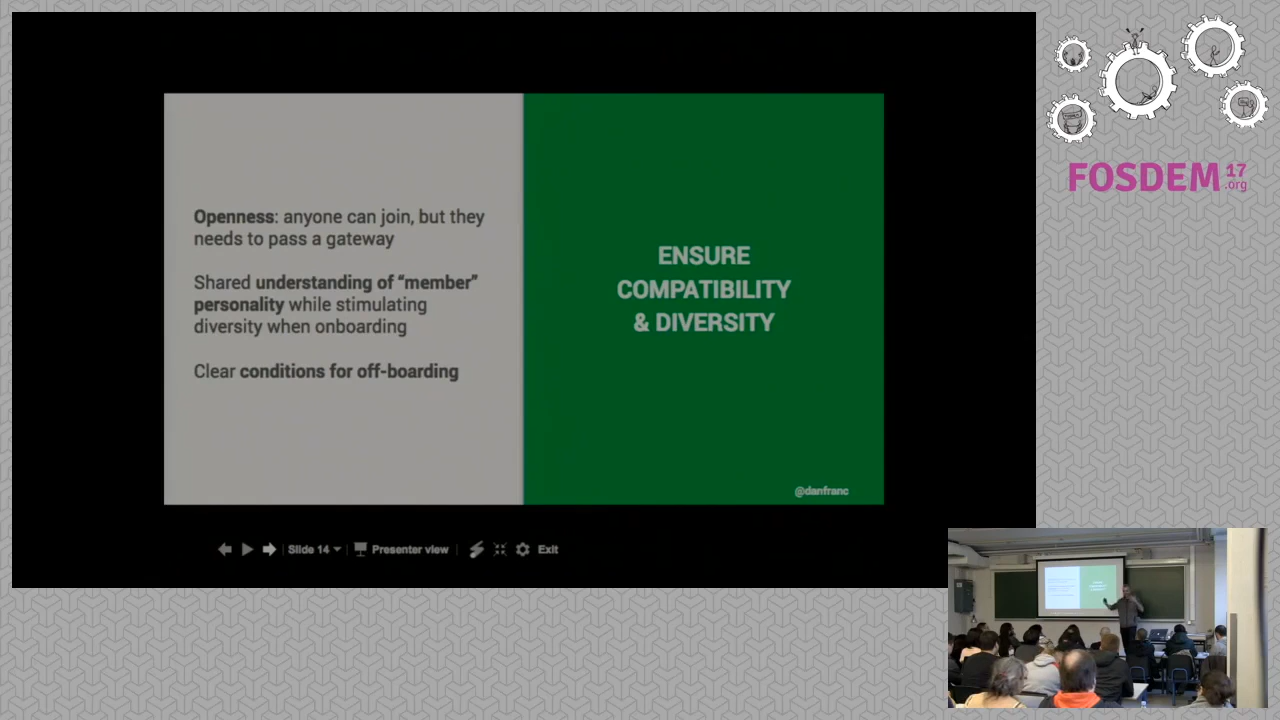 Openness: anyone can join, but they
needs to pass a gateway
Shared understanding of “member”
personality while stimulating
diversity when onboarding
Clear conditions for off-boarding
ENSURE
COMPATIBILITY
& DIVERSITY
@danfranc
Slide 14
Presenter view
Exit
FOSDEM 17
.org